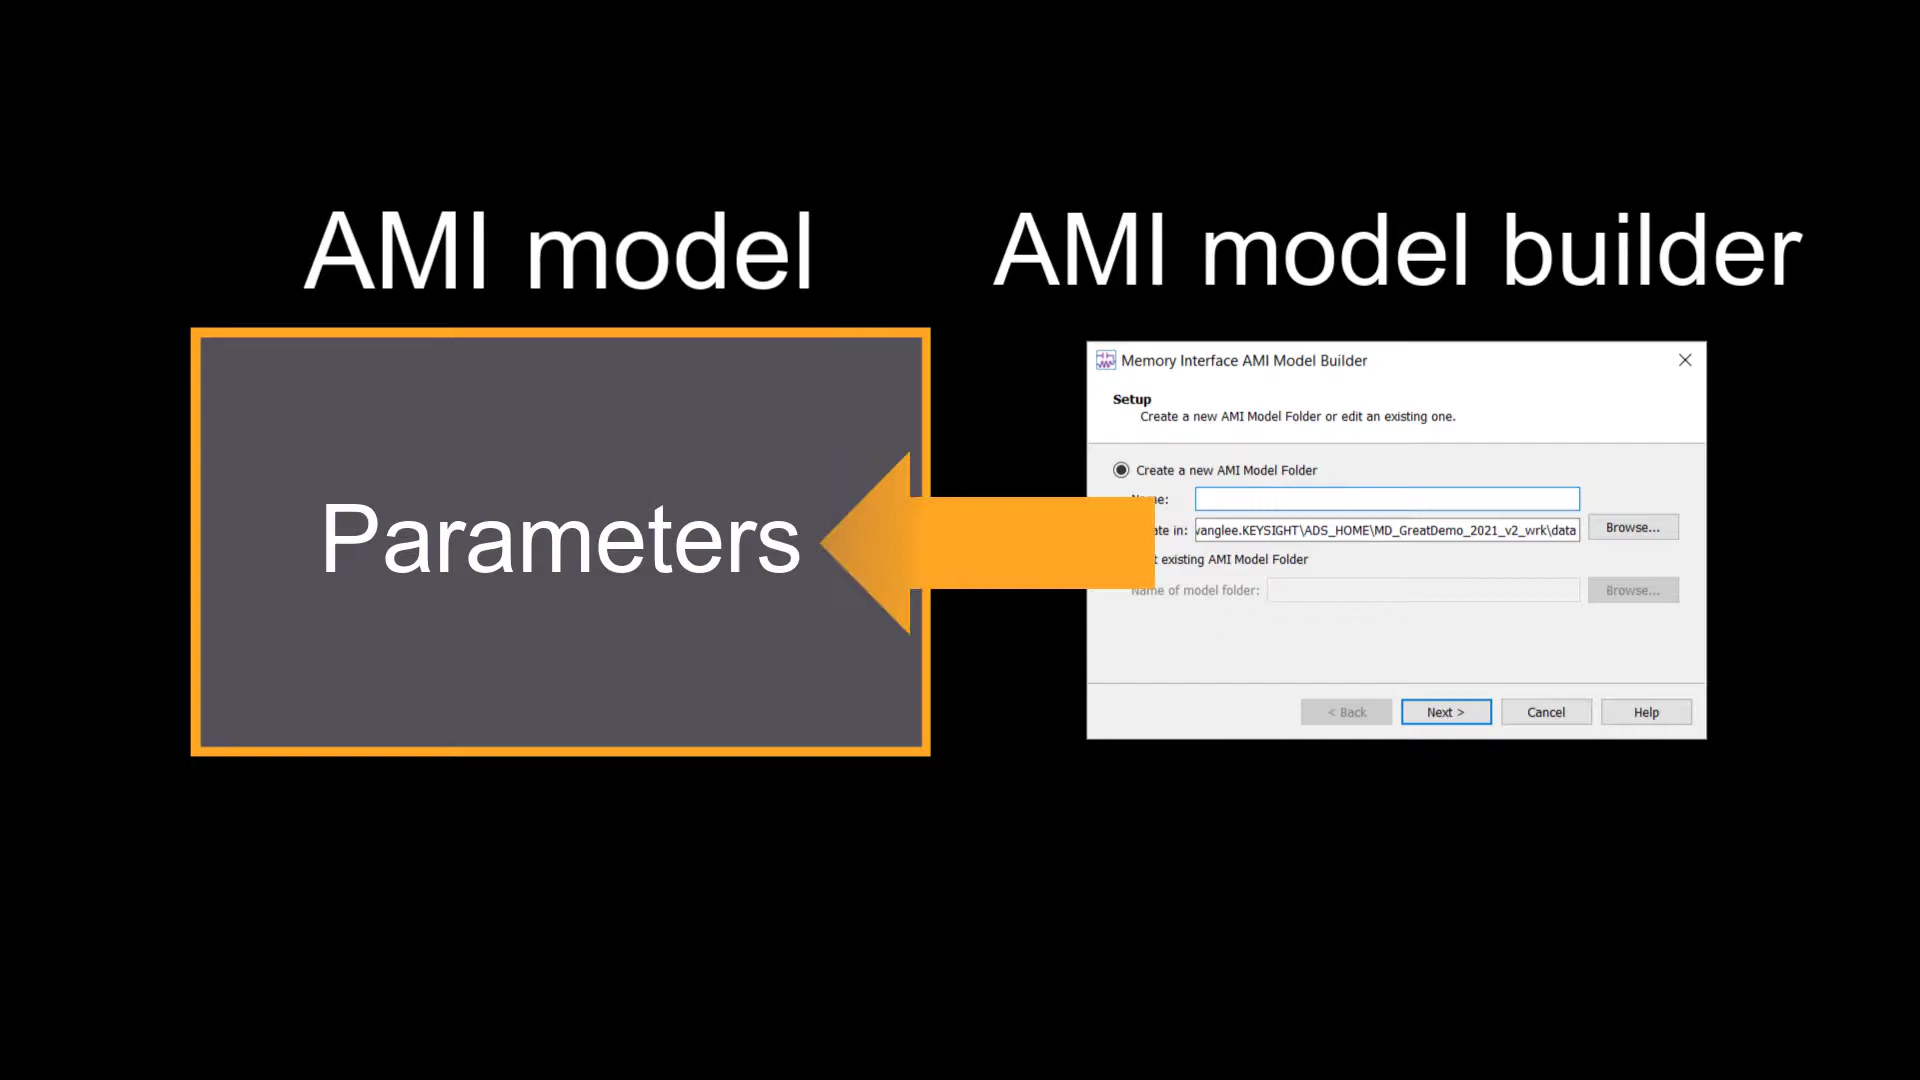 AMI model
AMI model builder
Parameters
Memory Interface AMI Model Builder
Setup
Create a new AMI Model Folder or edit an existing one.
Create a new AMI Model Folder
vanglee.KEYSIGHT\ADS_HOME\MD_GreatDemo_2021_v2_wrk\data
Browse...
existing AMI Model Folder
Name of model folder:
Browse...
< Back
Next >
Cancel
Help